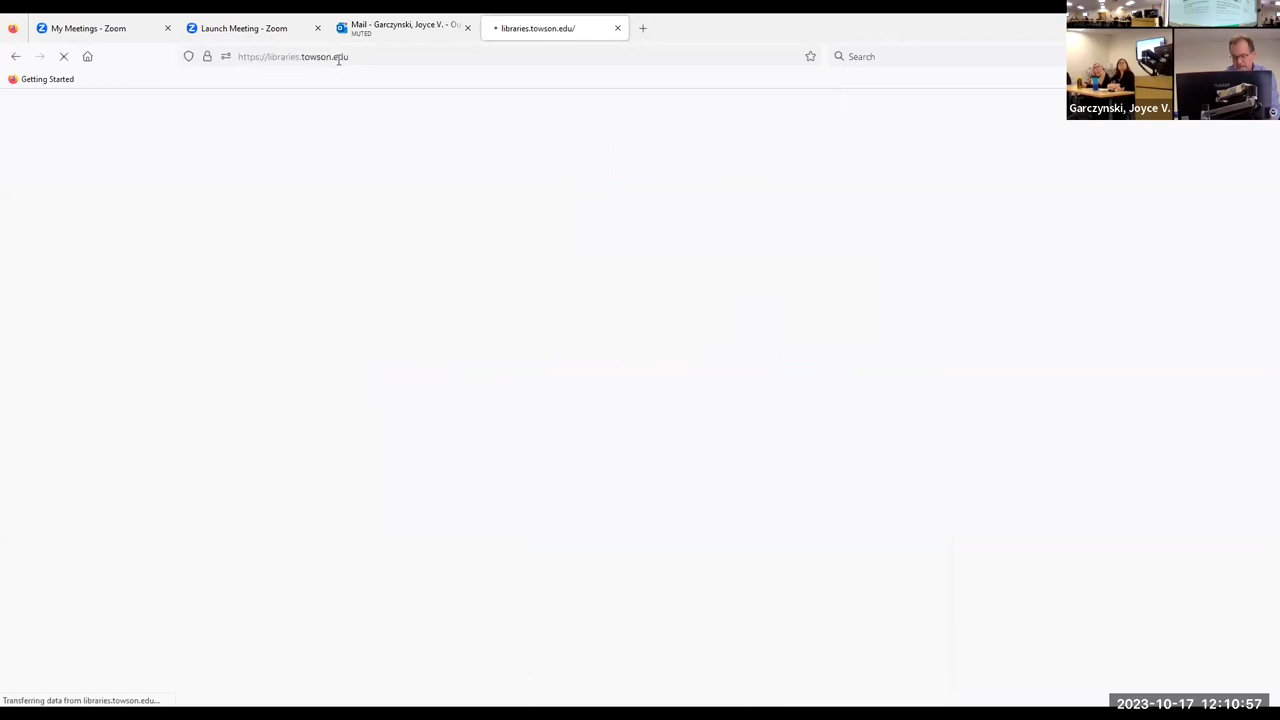 My Meetings - Zoom
Launch Meeting - Zoom
Mail - Garczynski, Joyce V. - Ou
MUTED
libraries.towson.edu/
https://libraries.towson.edu
Search
Getting Started
Garczynski, Joyce V.
Transferring data from libraries.towson.edu...
2023-10-17 12:10:57